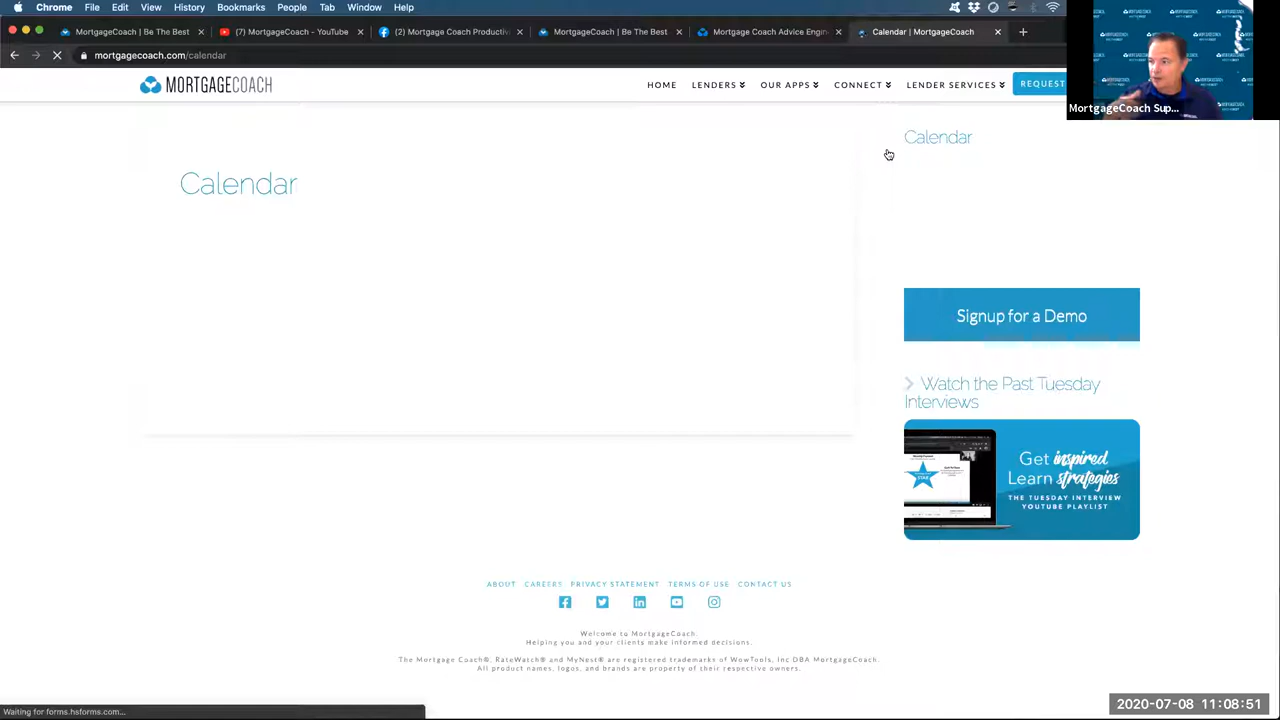 Chrome File Edit View History Bookmarks People Tab Window Help
MortgageCoach | Be The Best
(7) MortgageCoach - YouTube
(2) Mortgage Coach Productiv
MortgageCoach | Be The Best
Mortgage Coach Advice Engin
Calendar | MortgageCoach
mortgagecoach.com/calendar
MORTGAGECOACH
HOME LENDERS OUR APPS CONNECT LENDER SERVICES REQUEST
MortgageCoach Sup...
Calendar
Calendar
Signup for a Demo
Watch the Past Tuesday
Interviews
Get inspired
Learn strategies
THE TUESDAY INTERVIEW
YOUTUBE PLAYLIST
ABOUT CAREERS PRIVACY STATEMENT TERMS OF USE CONTACT US
Welcome to MortgageCoach.
Helping you and your clients make informed decisions.
The Mortgage Coach®, RateWatch® and MyNest® are registered trademarks of WowTools, Inc DBA MortgageCoach.
All product names, logos, and brands are property of their respective owners.
Waiting for forms.hsforms.com...
2020-07-08 11:08:51